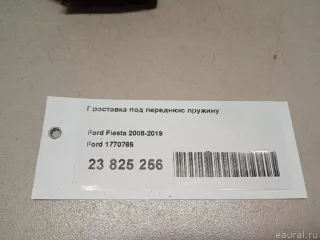 Проставка под переднюю пружину
Ford Fiesta 2008-2019
Ford 1770765
23 825 256
eaural.ru